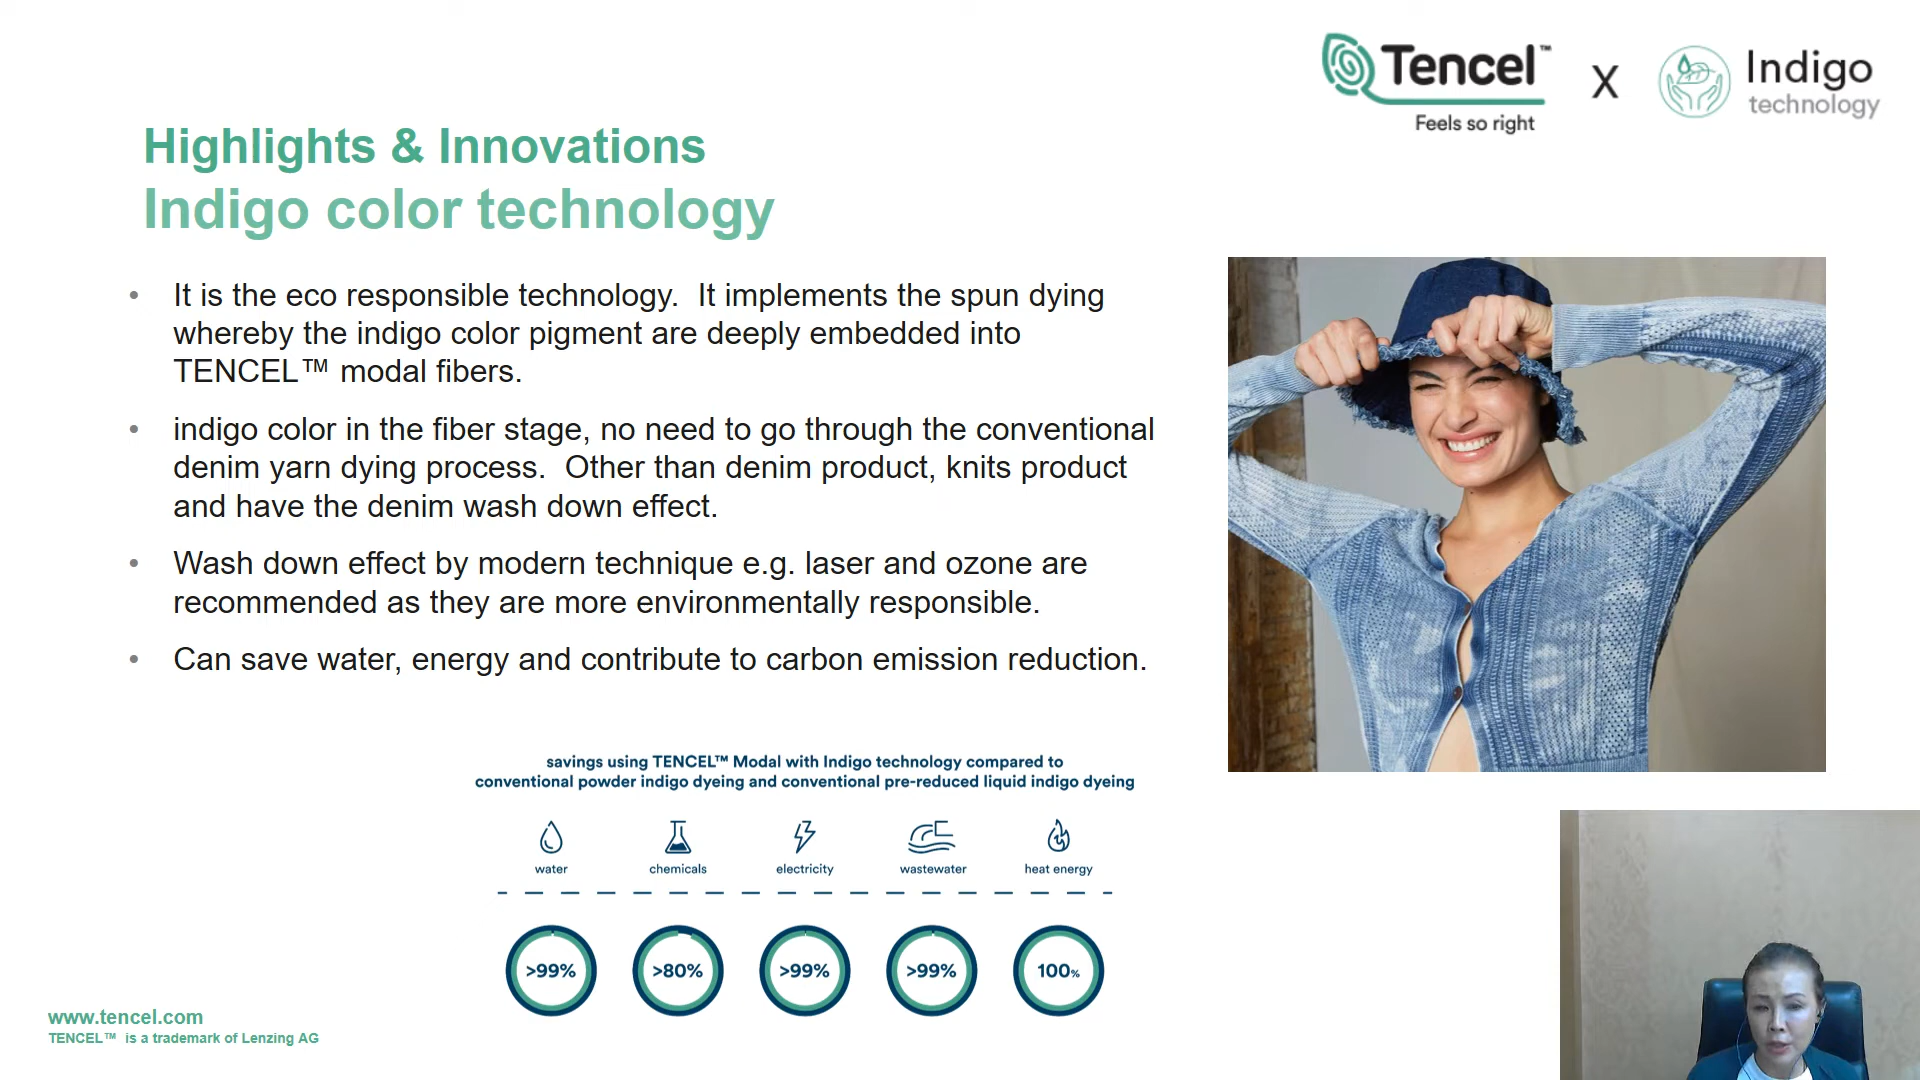 Tencel™
Feels so right
X
Indigo
technology
Highlights & Innovations
Indigo color technology
• It is the eco responsible technology.  It implements the spun dying
whereby the indigo color pigment are deeply embedded into
TENCEL™ modal fibers.
• indigo color in the fiber stage, no need to go through the conventional
denim yarn dying process.  Other than denim product, knits product
and have the denim wash down effect.
• Wash down effect by modern technique e.g. laser and ozone are
recommended as they are more environmentally responsible.
• Can save water, energy and contribute to carbon emission reduction.
savings using TENCEL™ Modal with Indigo technology compared to
conventional powder indigo dyeing and conventional pre-reduced liquid indigo dyeing
water chemicals electricity wastewater heat energy
>99% >80% >99% >99% 100%
www.tencel.com
TENCEL™ is a trademark of Lenzing AG